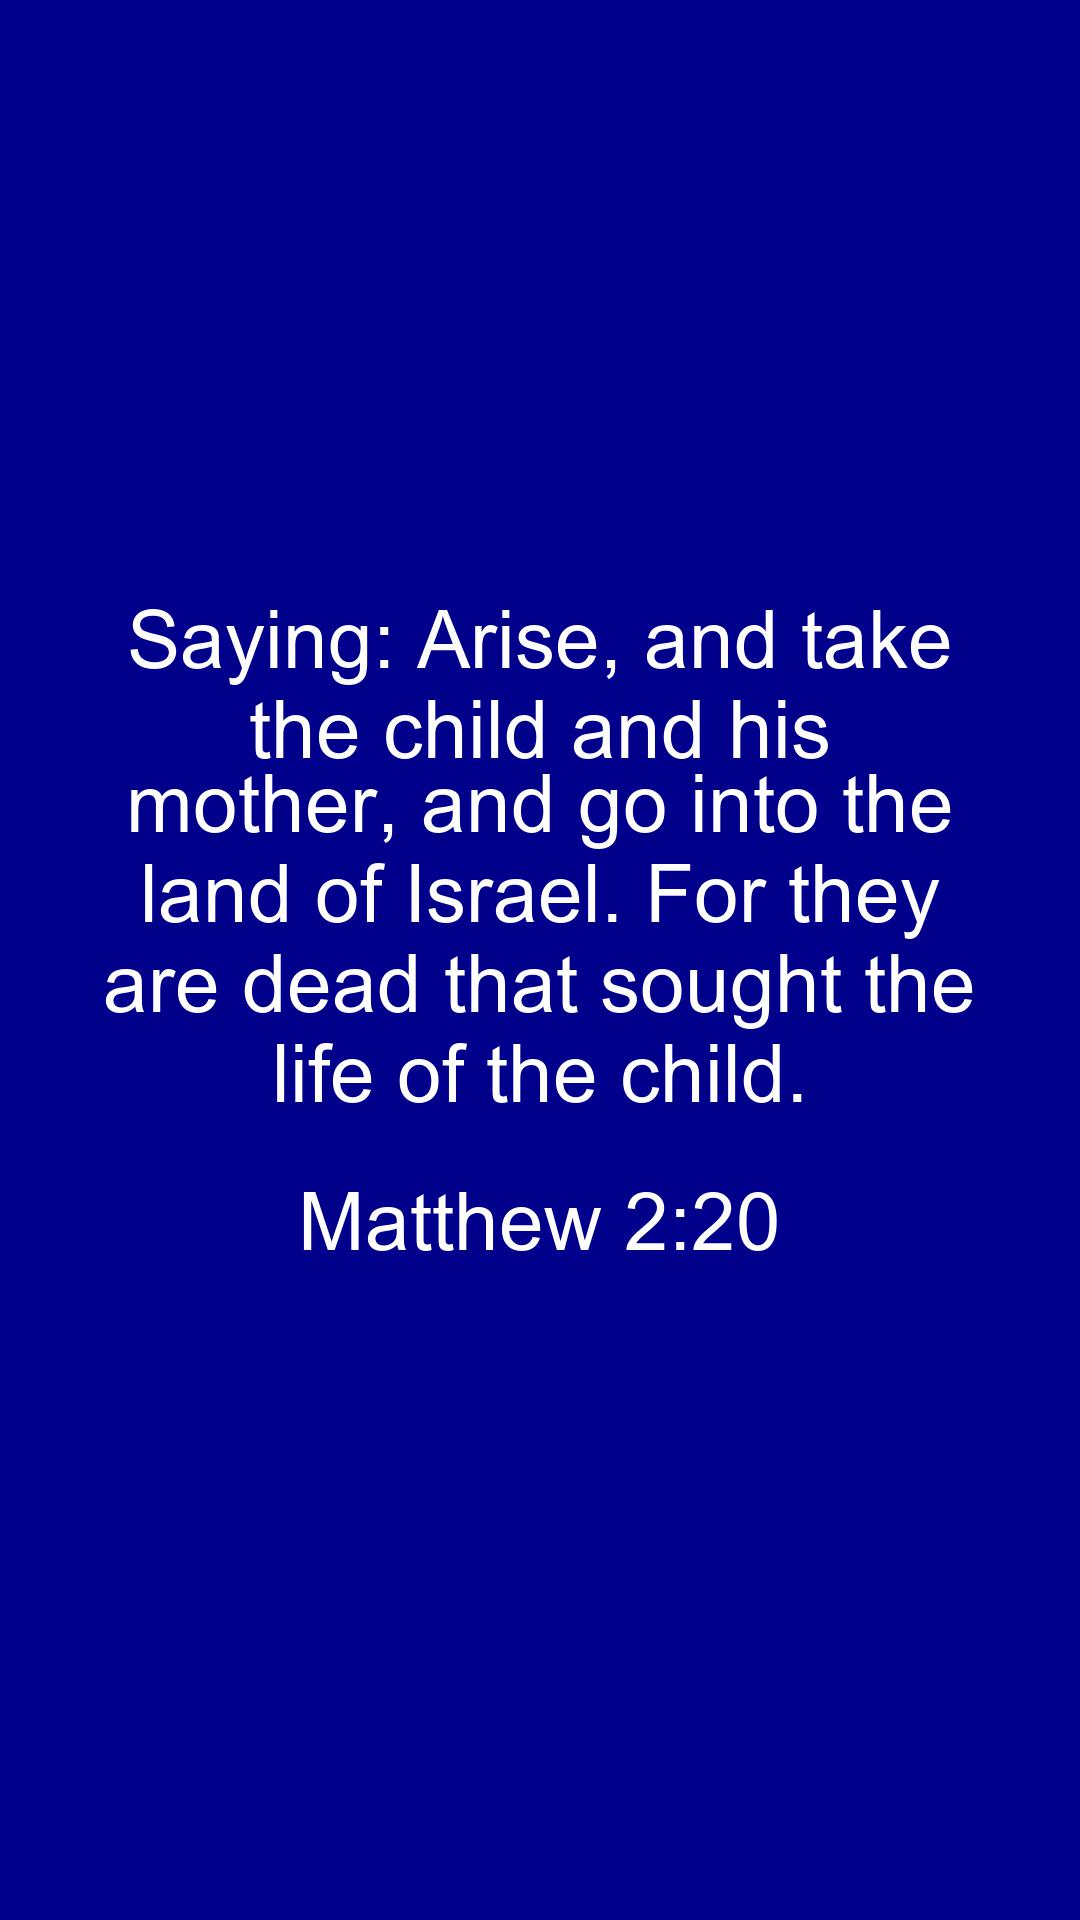 Saying: Arise, and take
the child and his
mother, and go into the
land of Israel. For they
are dead that sought the
life of the child.
Matthew 2:20